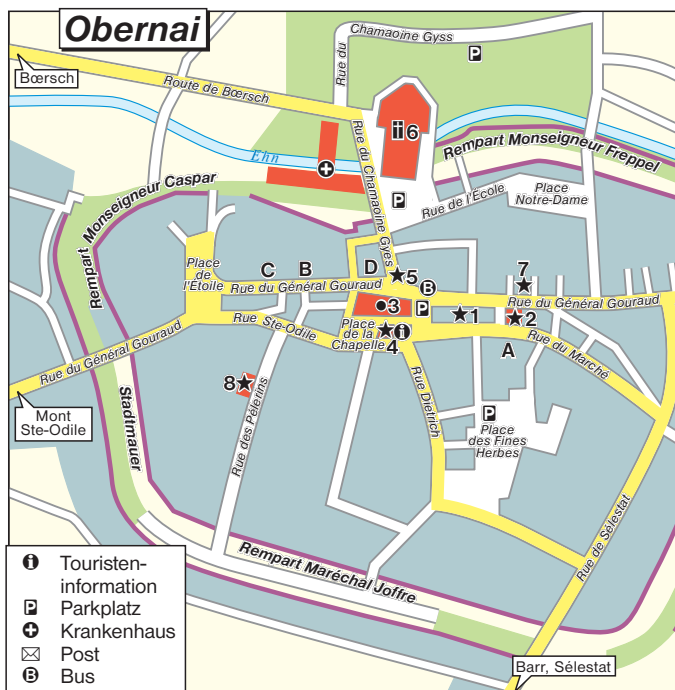 Obernai
Chamaoine Gyss
Rue du
P
Bœrsch
Route de Bœrsch
6
Ehn
Rue du Chamaoine Gyes
Rempart Monseigneur Freppel
Rempart Monseigneur Caspar
P
Rue de l'École
Place
Notre-Dame
Place
de
l'Étoile
C
B
D
5
B
7
Rue du Général Gouraud
Rue du Général Gouraud
3
P
1
2
Rue Ste-Odile
Place
de la
Chapelle
i
4
A
Rue du Marché
Rue du Général Gouraud
8
Rue des Pélerins
Rue Dietrich
Mont
Ste-Odile
Stadtmauer
P
Place
des Fines
Herbes
Rue de Sélestat
Rempart Maréchal Joffre
Barr, Sélestat
i Touristen-
information
P Parkplatz
Krankenhaus
Post
B Bus